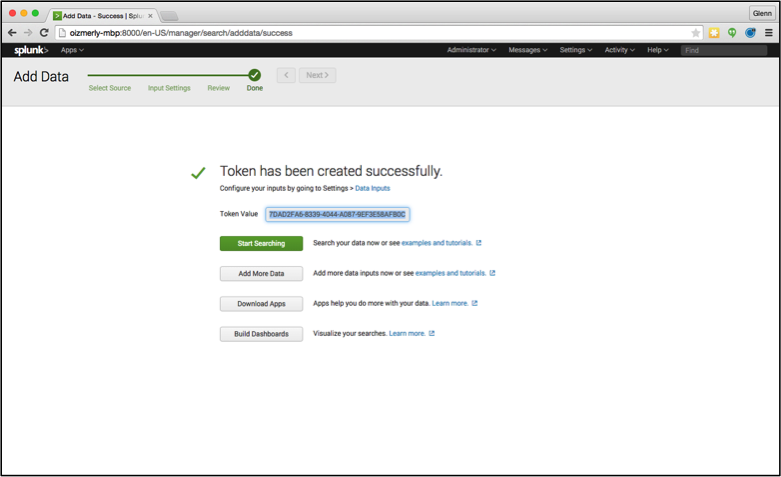 Add Data - Success | Splu
Glenn
oizmerly-mbp:8000/en-US/manager/search/adddata/success
splunk> Apps Administrator Messages Settings Activity Help Find
Add Data
Select Source Input Settings Review Done
< Next >
Token has been created successfully.
Configure your inputs by going to Settings > Data Inputs
Token Value 7DAD2FA6-8339-4044-A087-9EF3E58AFB0C
Start Searching Search your data now or see examples and tutorials.
Add More Data Add more data inputs now or see examples and tutorials.
Download Apps Apps help you do more with your data. Learn more.
Build Dashboards Visualize your searches. Learn more.